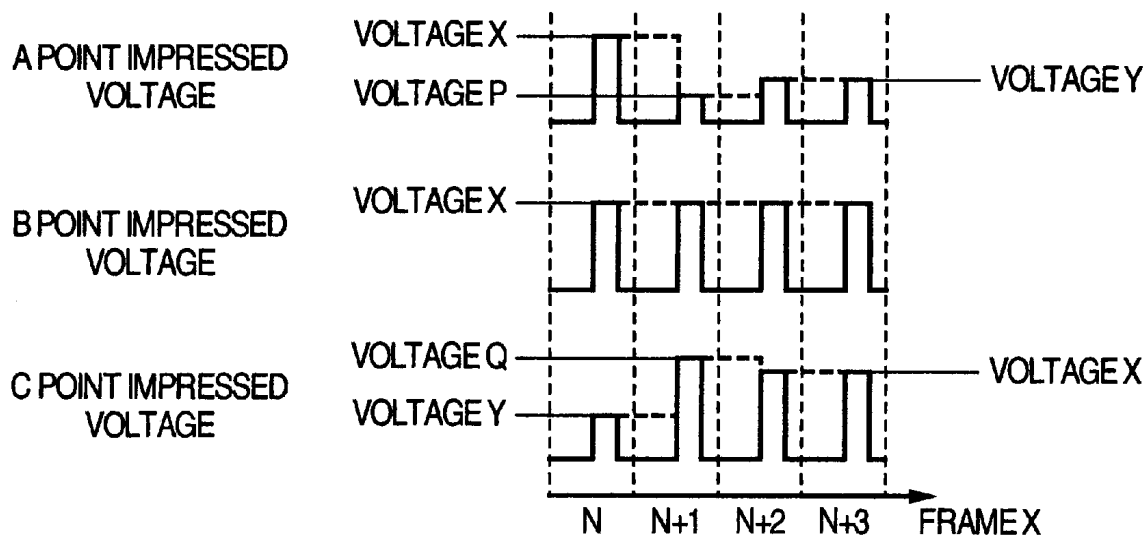 A POINT IMPRESSED
VOLTAGE
VOLTAGE X
VOLTAGE P
VOLTAGE Y
B POINT IMPRESSED
VOLTAGE
VOLTAGE X
C POINT IMPRESSED
VOLTAGE
VOLTAGE Q
VOLTAGE Y
VOLTAGE X
N N+1 N+2 N+3 FRAME X